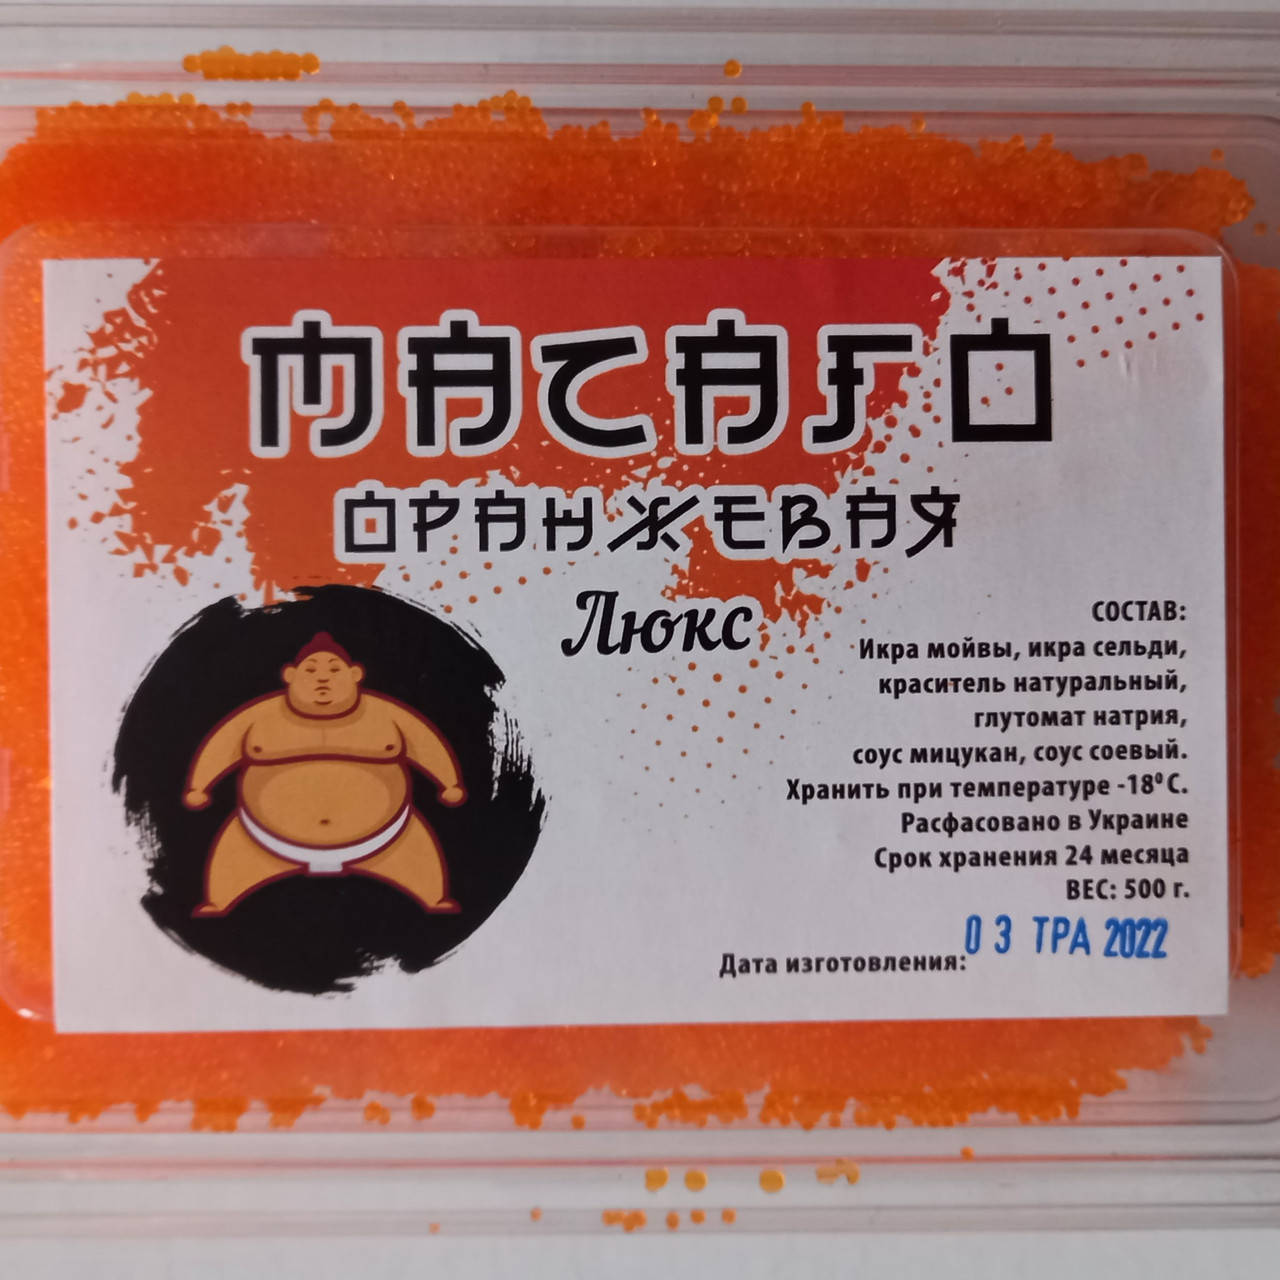 МАСАГО
ОРАНЖЕВАЯ
Люкс
СОСТАВ:
Икра мойвы, икра сельди,
краситель натуральный,
глутомат натрия,
соус мицукан, соус соевый.
Хранить при температуре -18⁰ С.
Расфасовано в Украине
Срок хранения 24 месяца
ВЕС: 500 г.
Дата изготовления: 03 ТРА 2022